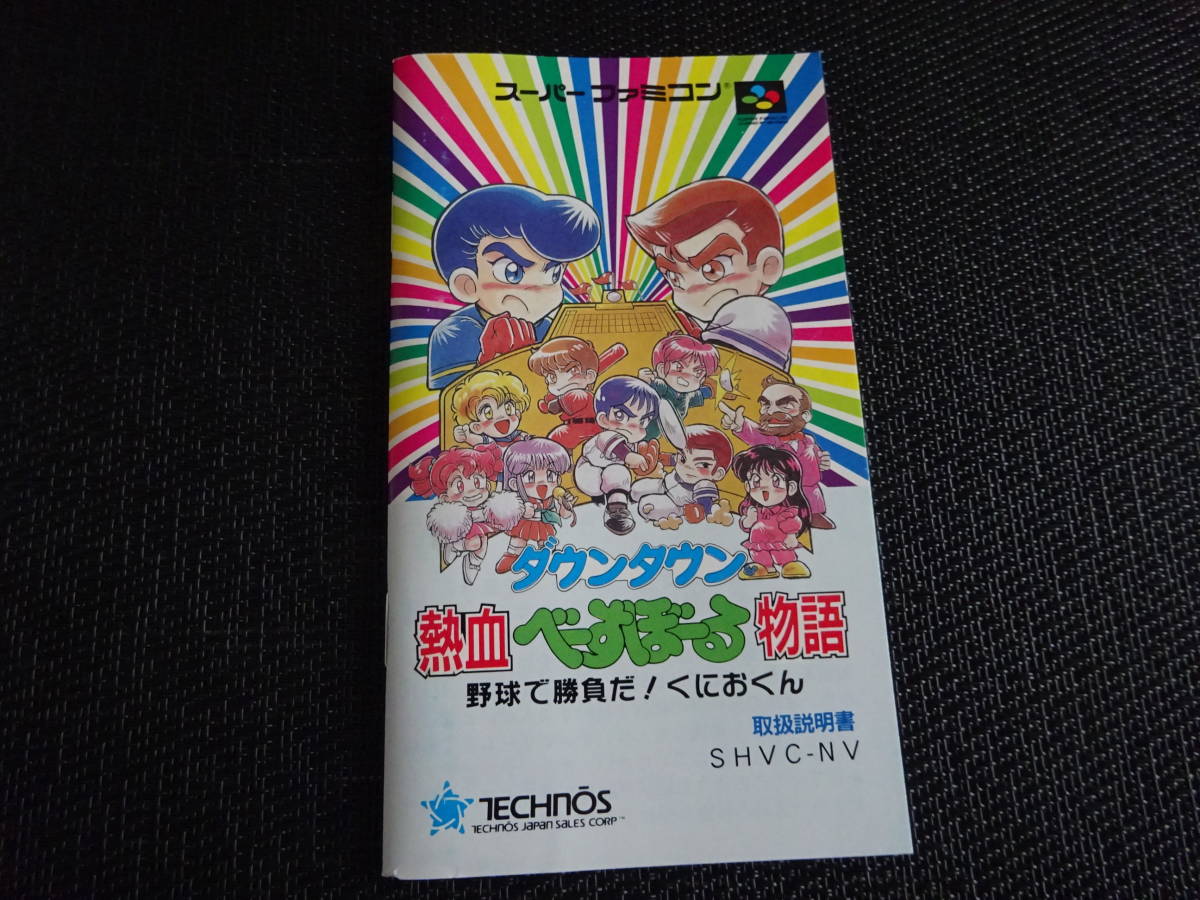 スーパーファミコン®
ダウンタウン
熱血べーすぼーる物語
野球で勝負だ!くにおくん
取扱説明書
SHVC-NV
TECHNŌS
TECHNŌS JAPAN SALES CORP™